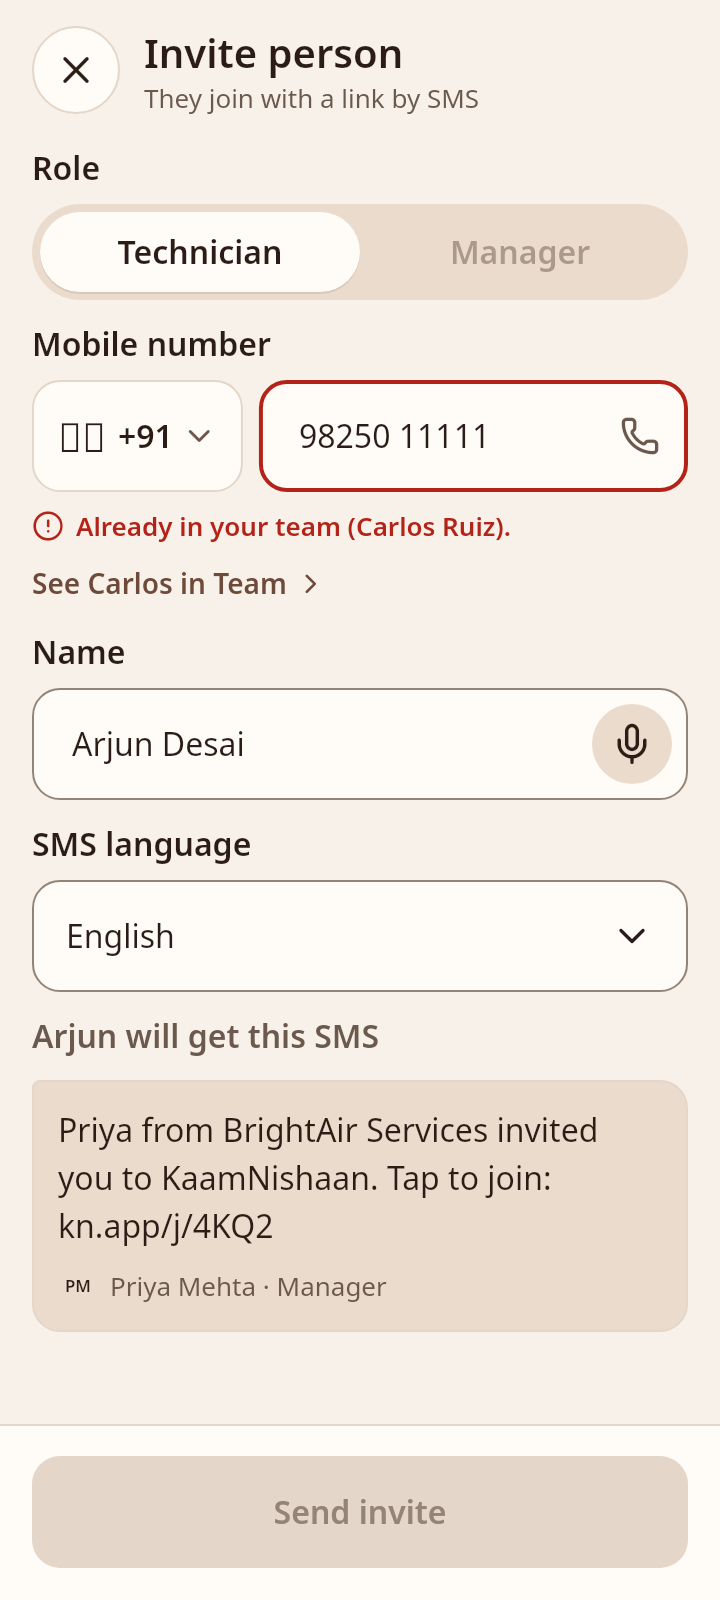 Invite person
They join with a link by SMS
Role
Technician Manager
Mobile number
+91 98250 11111
Already in your team (Carlos Ruiz).
See Carlos in Team
Name
Arjun Desai
SMS language
English
Arjun will get this SMS
Priya from BrightAir Services invited
you to KaamNishaan. Tap to join:
kn.app/j/4KQ2
PM Priya Mehta · Manager
Send invite